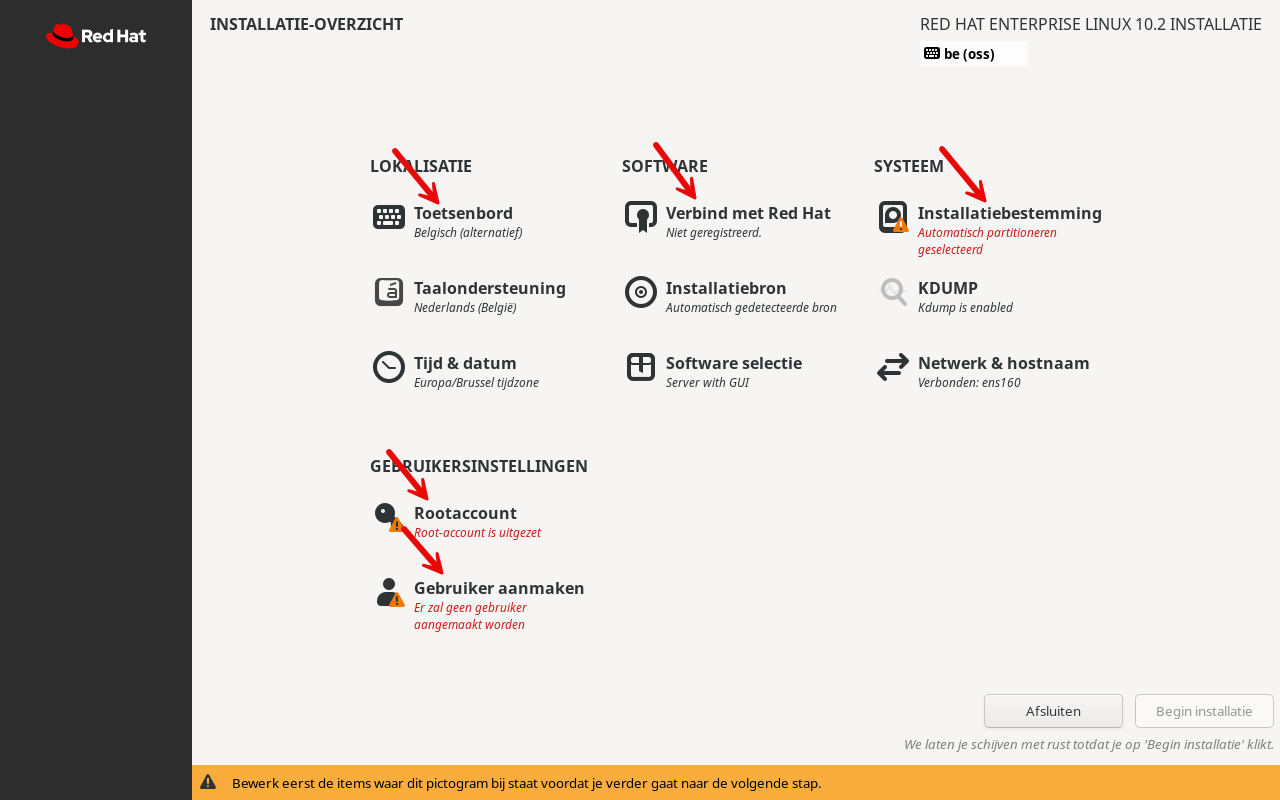 Red Hat
INSTALLATIE-OVERZICHT
RED HAT ENTERPRISE LINUX 10.2 INSTALLATIE
be (oss)
LOKALISATIE
Toetsenbord
Belgisch (alternatief)
Taalondersteuning
Nederlands (België)
Tijd & datum
Europa/Brussel tijdzone
SOFTWARE
Verbind met Red Hat
Niet geregistreerd.
Installatiebron
Automatisch gedetecteerde bron
Software selectie
Server with GUI
SYSTEEM
Installatiebestemming
Automatisch partitioneren
geselecteerd
KDUMP
Kdump is enabled
Netwerk & hostnaam
Verbonden: ens160
GEBRUIKERSINSTELLINGEN
Rootaccount
Root-account is uitgezet
Gebruiker aanmaken
Er zal geen gebruiker
aangemaakt worden
Afsluiten
Begin installatie
We laten je schijven met rust totdat je op 'Begin installatie' klikt.
Bewerk eerst de items waar dit pictogram bij staat voordat je verder gaat naar de volgende stap.